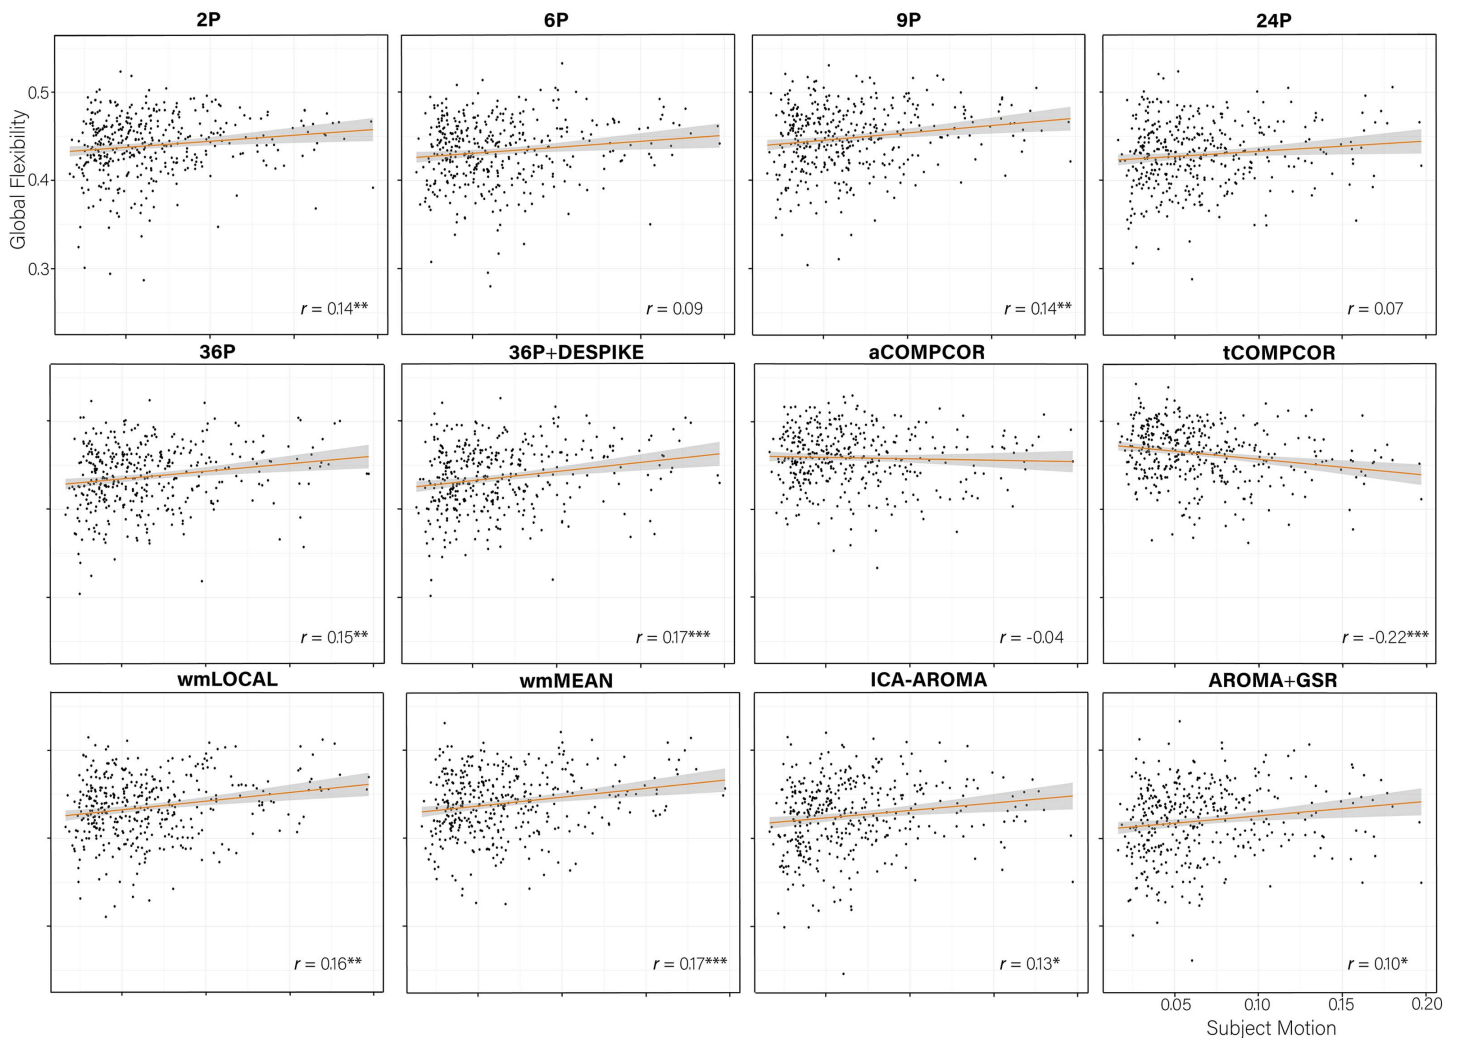 2P 6P 9P 24P
Global Flexibility
0.5
0.4
0.3
r = 0.14** r = 0.09 r = 0.14** r = 0.07
36P 36P+DESPIKE aCOMPCOR tCOMPCOR
r = 0.15** r = 0.17*** r = -0.04 r = -0.22***
wmLOCAL wmMEAN ICA-AROMA AROMA+GSR
r = 0.16** r = 0.17*** r = 0.13* r = 0.10*
0.05 0.10 0.15 0.20
Subject Motion